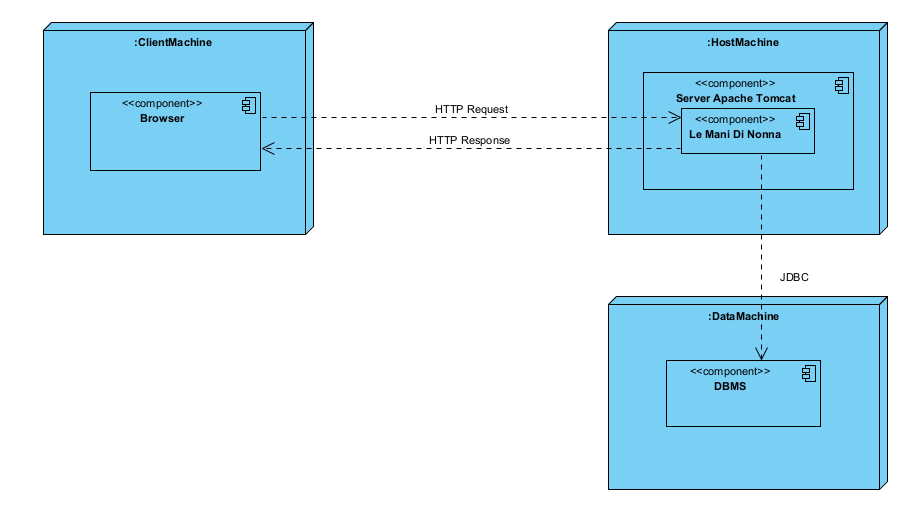 :ClientMachine
<<component>>
Browser
HTTP Request
HTTP Response
:HostMachine
<<component>>
Server Apache Tomcat
<<component>>
Le Mani Di Nonna
JDBC
:DataMachine
<<component>>
DBMS